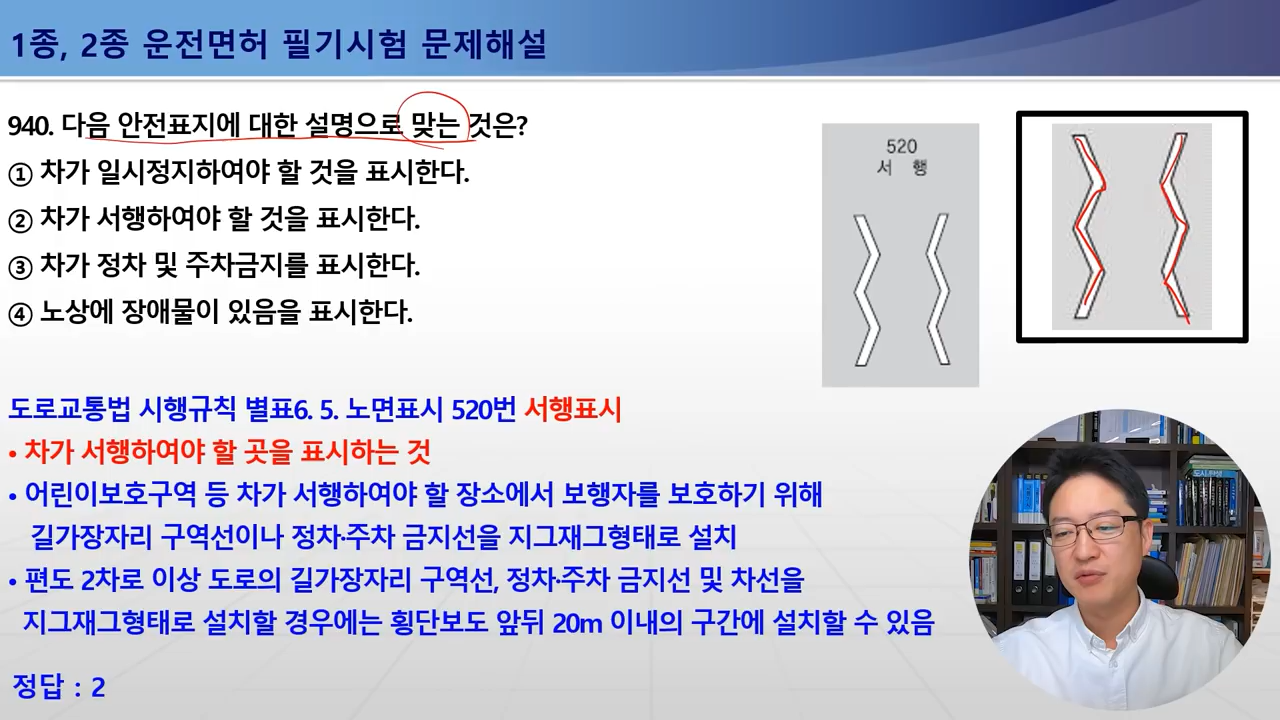 1종, 2종 운전면허 필기시험 문제해설
940. 다음 안전표지에 대한 설명으로 맞는 것은?
① 차가 일시정지하여야 할 것을 표시한다.
② 차가 서행하여야 할 것을 표시한다.
③ 차가 정차 및 주차금지를 표시한다.
④ 노상에 장애물이 있음을 표시한다.
520
서 행
도로교통법 시행규칙 별표6. 5. 노면표시 520번 서행표시
• 차가 서행하여야 할 곳을 표시하는 것
• 어린이보호구역 등 차가 서행하여야 할 장소에서 보행자를 보호하기 위해
길가장자리 구역선이나 정차·주차 금지선을 지그재그형태로 설치
• 편도 2차로 이상 도로의 길가장자리 구역선, 정차·주차 금지선 및 차선을
지그재그형태로 설치할 경우에는 횡단보도 앞뒤 20m 이내의 구간에 설치할 수 있음
정답 : 2